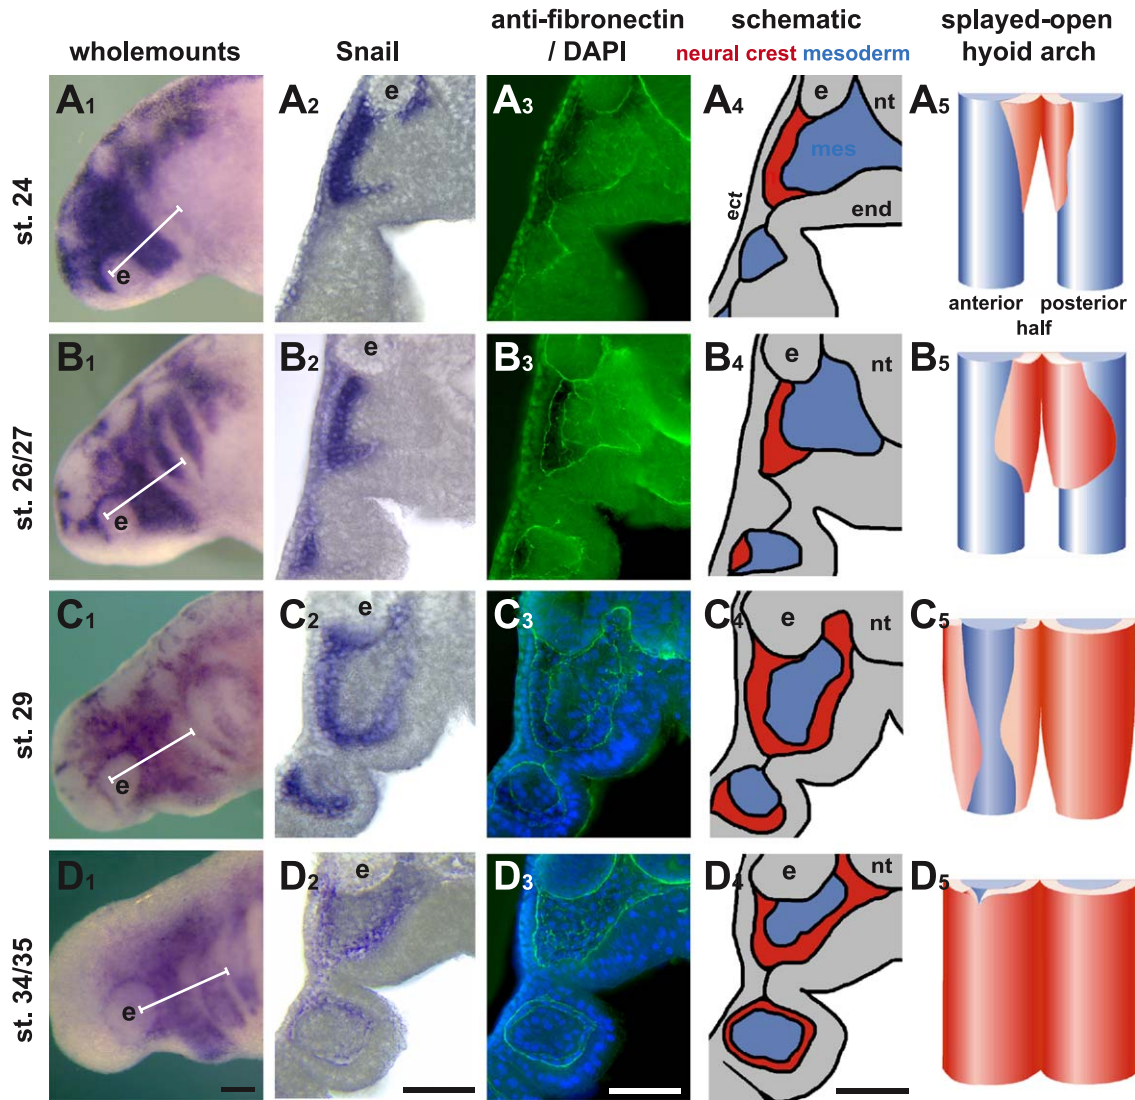 wholemounts
Snail
anti-fibronectin
/ DAPI
schematic
neural crest mesoderm
splayed-open
hyoid arch
st. 24
A1
e
A2
e
A3
A4
e
nt
mes
ect
end
A5
anterior posterior
half
st. 26/27
B1
e
B2
e
B3
B4
e
nt
B5
st. 29
C1
e
C2
e
C3
C4
e
nt
C5
st. 34/35
D1
e
D2
e
D3
D4
e
nt
D5